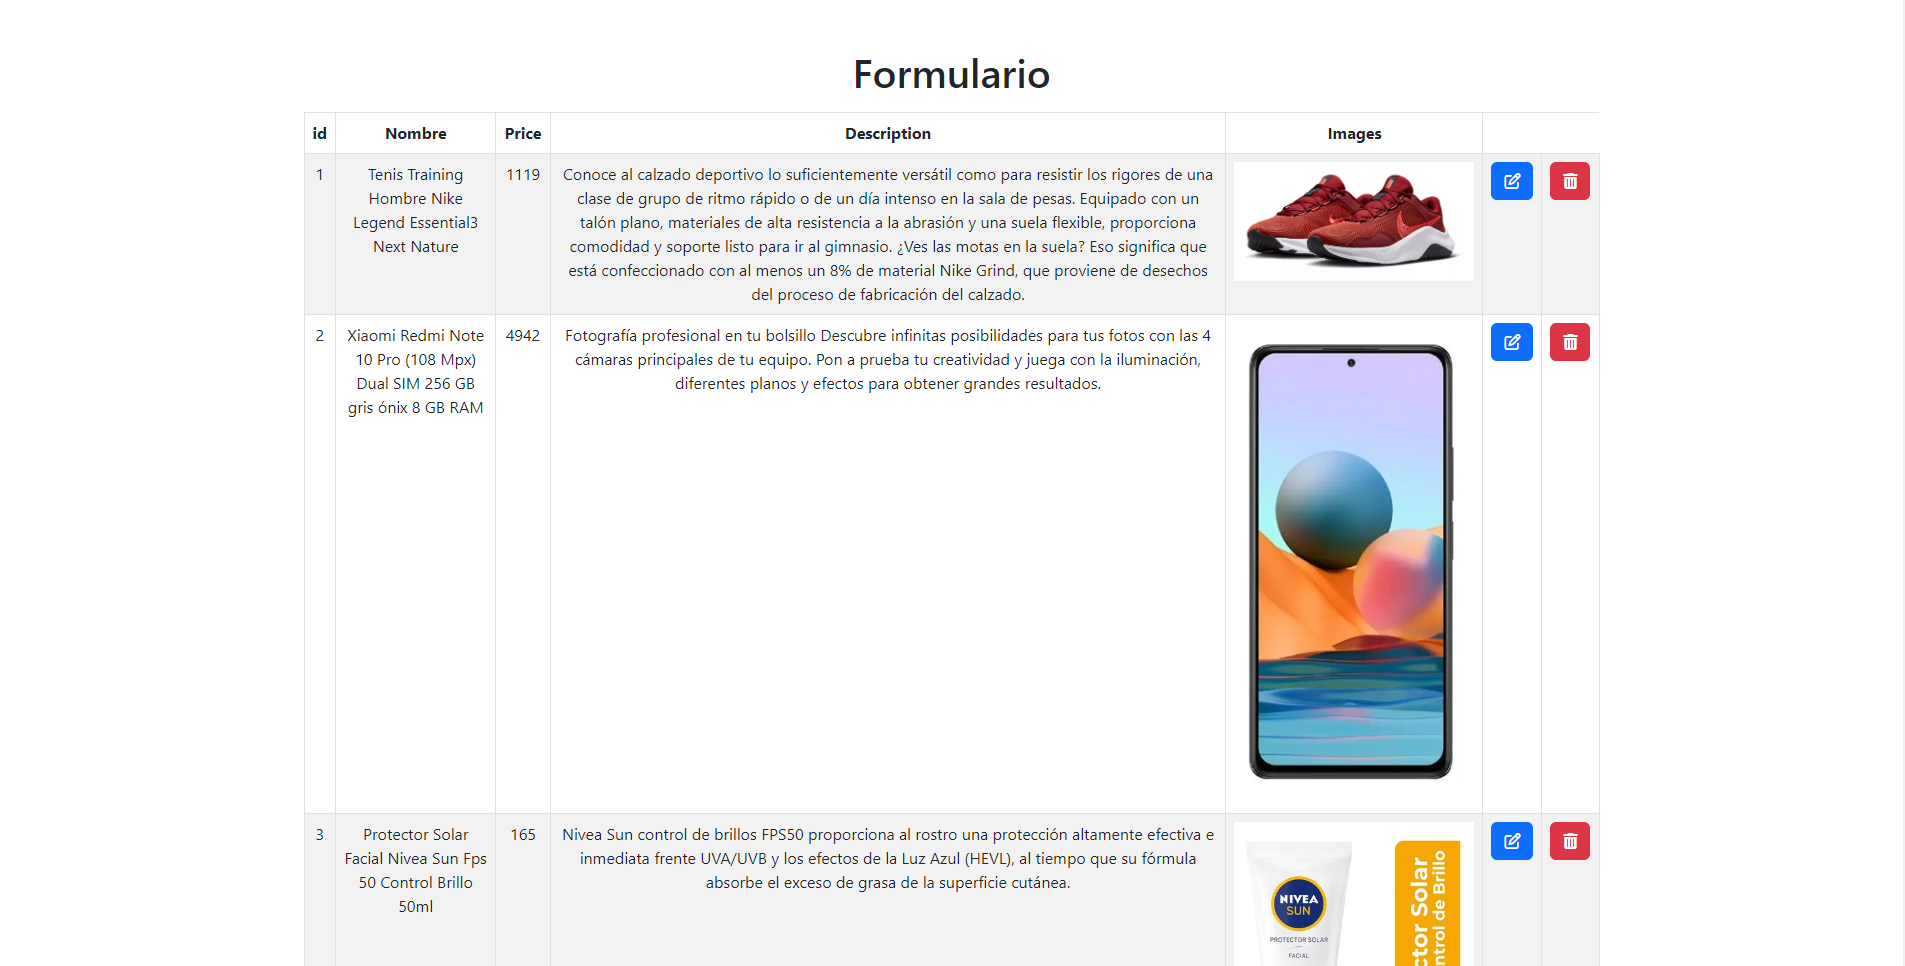 Formulario
id Nombre Price Description Images
1
Tenis Training
Hombre Nike
Legend Essential3
Next Nature
1119
Conoce al calzado deportivo lo suficientemente versátil como para resistir los rigores de una
clase de grupo de ritmo rápido o de un día intenso en la sala de pesas. Equipado con un
talón plano, materiales de alta resistencia a la abrasión y una suela flexible, proporciona
comodidad y soporte listo para ir al gimnasio. ¿Ves las motas en la suela? Eso significa que
está confeccionado con al menos un 8% de material Nike Grind, que proviene de desechos
del proceso de fabricación del calzado.
2
Xiaomi Redmi Note
10 Pro (108 Mpx)
Dual SIM 256 GB
gris ónix 8 GB RAM
4942
Fotografía profesional en tu bolsillo Descubre infinitas posibilidades para tus fotos con las 4
cámaras principales de tu equipo. Pon a prueba tu creatividad y juega con la iluminación,
diferentes planos y efectos para obtener grandes resultados.
3
Protector Solar
Facial Nivea Sun Fps
50 Control Brillo
50ml
165
Nivea Sun control de brillos FPS50 proporciona al rostro una protección altamente efectiva e
inmediata frente UVA/UVB y los efectos de la Luz Azul (HEVL), al tiempo que su fórmula
absorbe el exceso de grasa de la superficie cutánea.
NIVEA
SUN
PROTECTOR SOLAR
FACIAL
ctor Solar
ntrol de Brillo